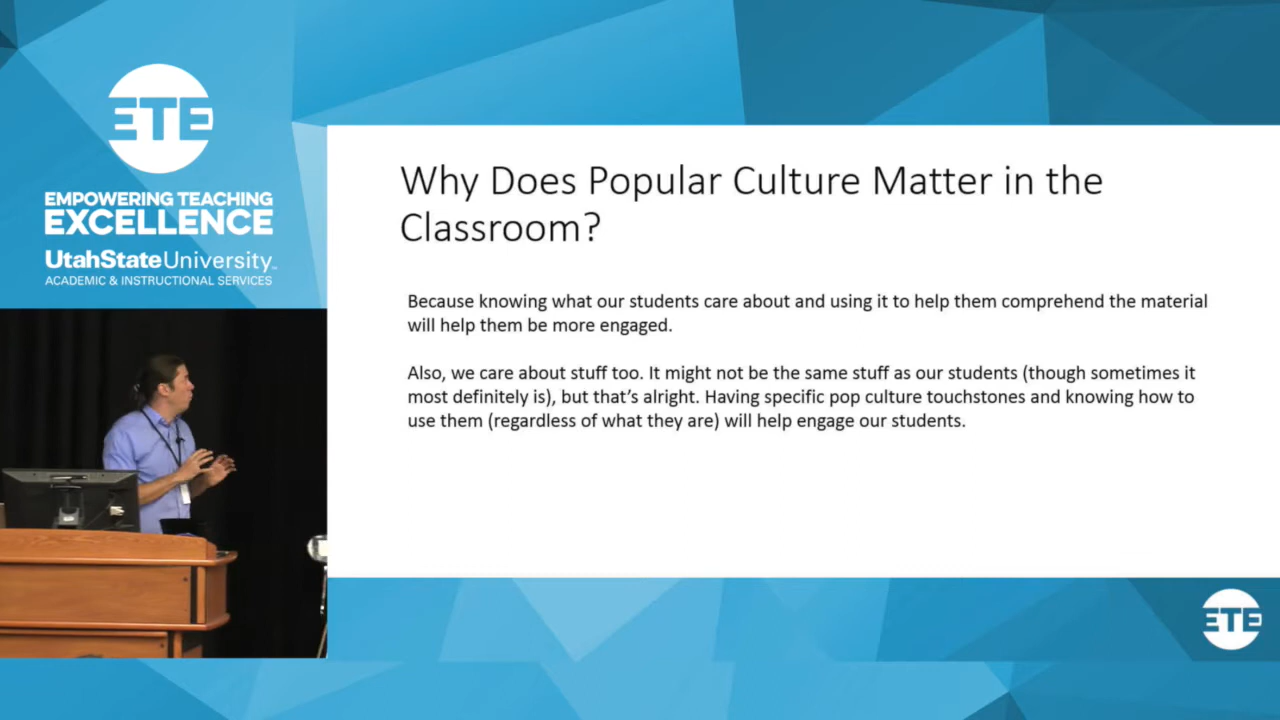 ETE
EMPOWERING TEACHING
EXCELLENCE
UtahStateUniversity™
ACADEMIC & INSTRUCTIONAL SERVICES
Why Does Popular Culture Matter in the
Classroom?
Because knowing what our students care about and using it to help them comprehend the material
will help them be more engaged.
Also, we care about stuff too. It might not be the same stuff as our students (though sometimes it
most definitely is), but that's alright. Having specific pop culture touchstones and knowing how to
use them (regardless of what they are) will help engage our students.
ETE